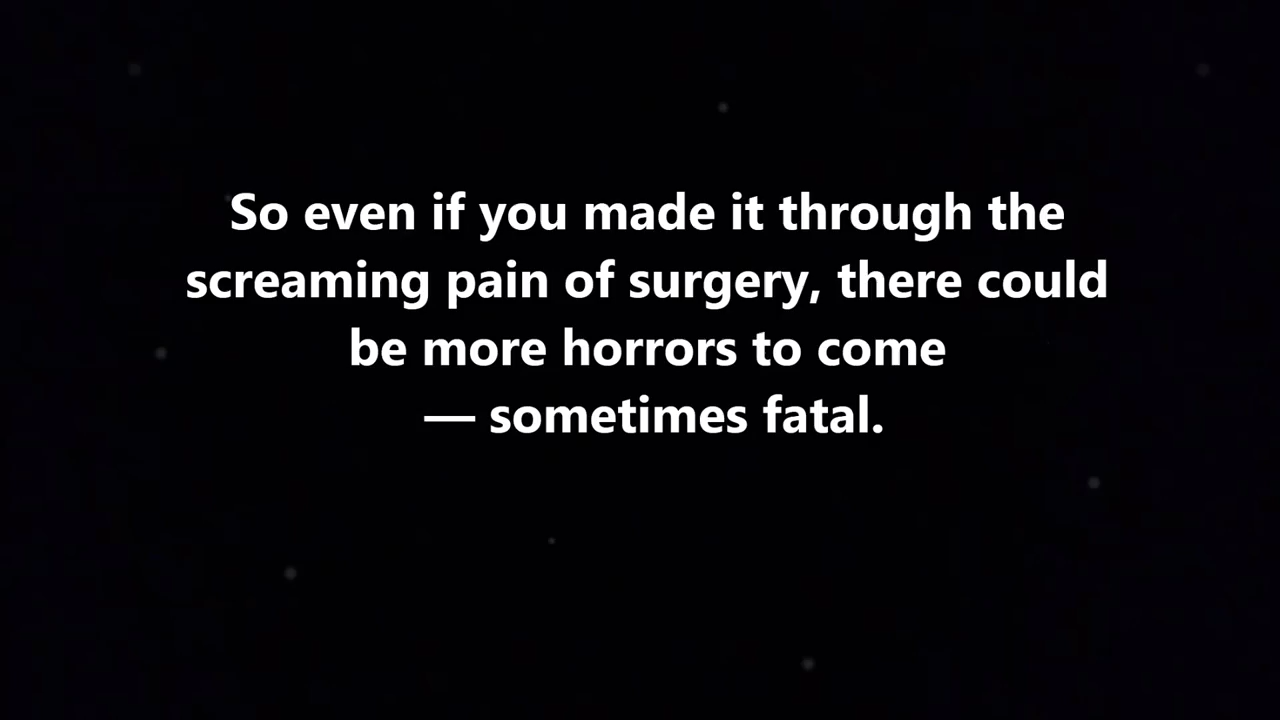 So even if you made it through the
screaming pain of surgery, there could
be more horrors to come
— sometimes fatal.